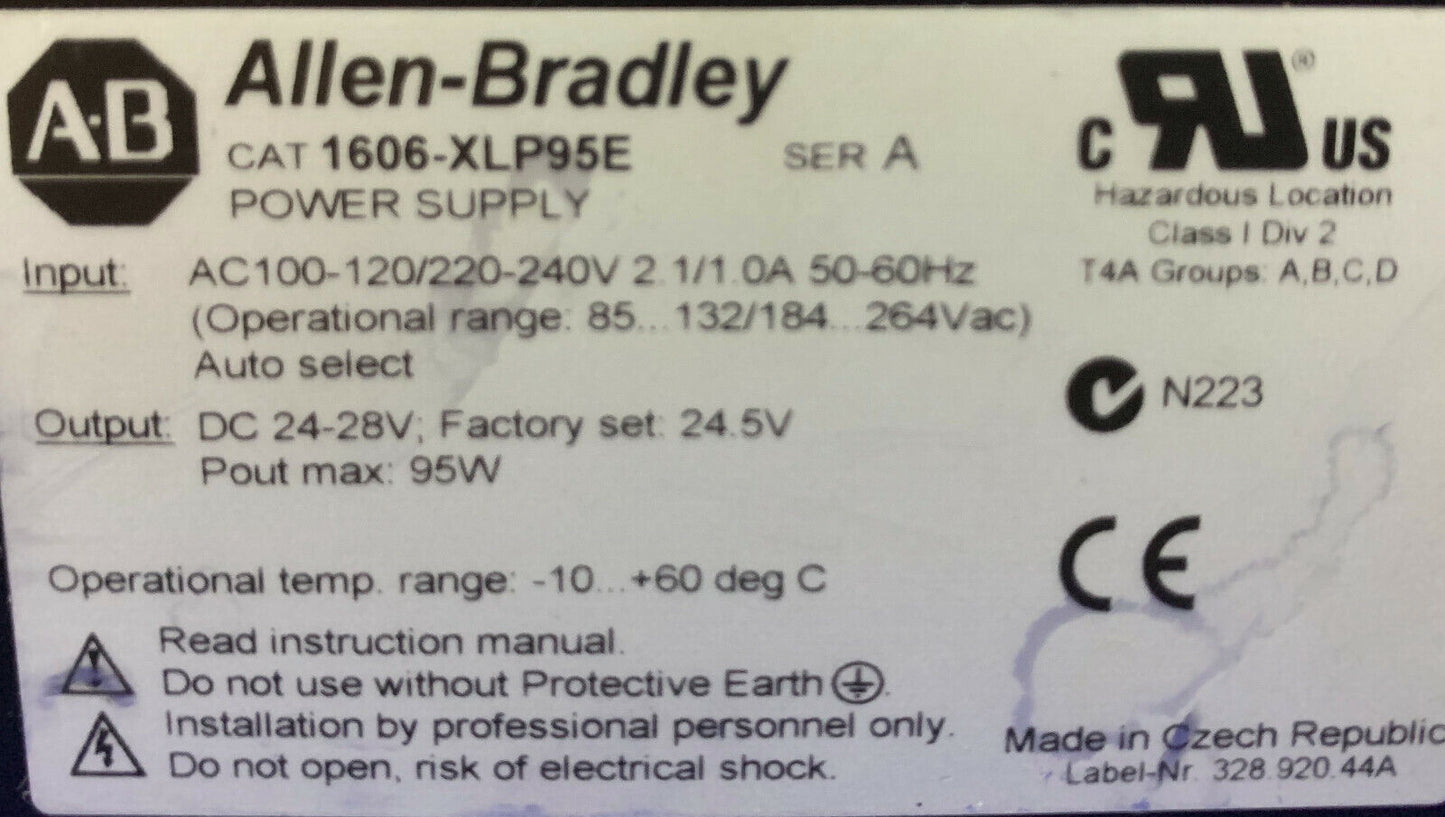 A-B Allen-Bradley
CAT 1606-XLP95E SER A
POWER SUPPLY
Input: AC100-120/220-240V 2.1/1.0A 50-60Hz
(Operational range: 85...132/184...264Vac)
Auto select
Output: DC 24-28V; Factory set: 24.5V
Pout max: 95W
Operational temp. range: -10...+60 deg C
Read instruction manual.
Do not use without Protective Earth.
Installation by professional personnel only.
Do not open, risk of electrical shock.
C RU ® US
Hazardous Location
Class I Div 2
T4A Groups: A,B,C,D
N223
CE
Made in Czech Republic
Label-Nr. 328.920.44A